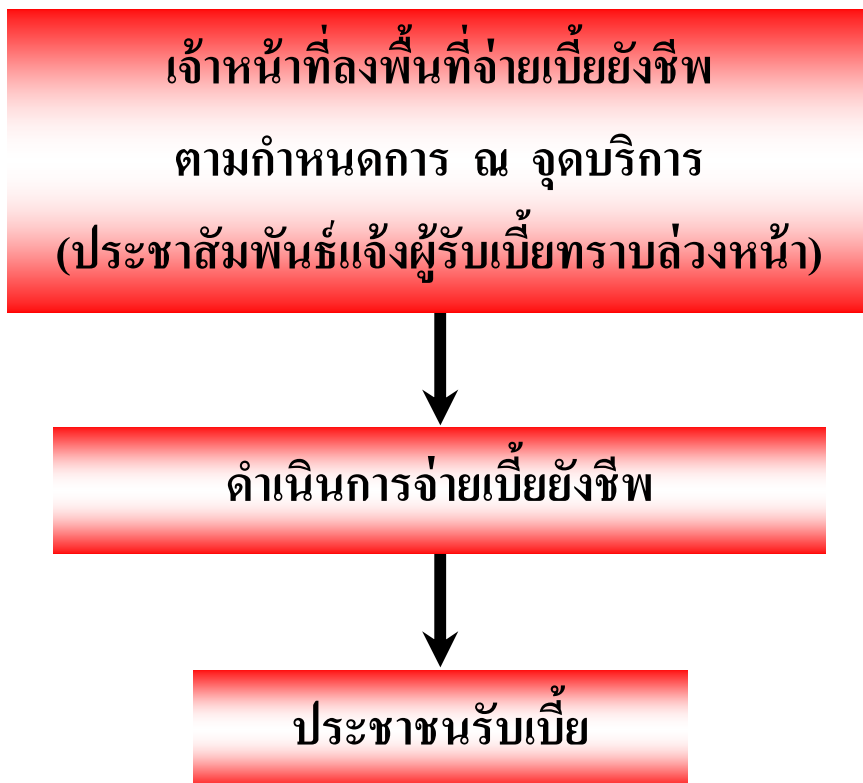 เจ้าหน้าที่ลงพื้นที่จ่ายเบี้ยยังชีพ
ตามกำหนดการ ณ จุดบริการ
(ประชาสัมพันธ์แจ้งผู้รับเบี้ยทราบล่วงหน้า)
ดำเนินการจ่ายเบี้ยยังชีพ
ประชาชนรับเบี้ย